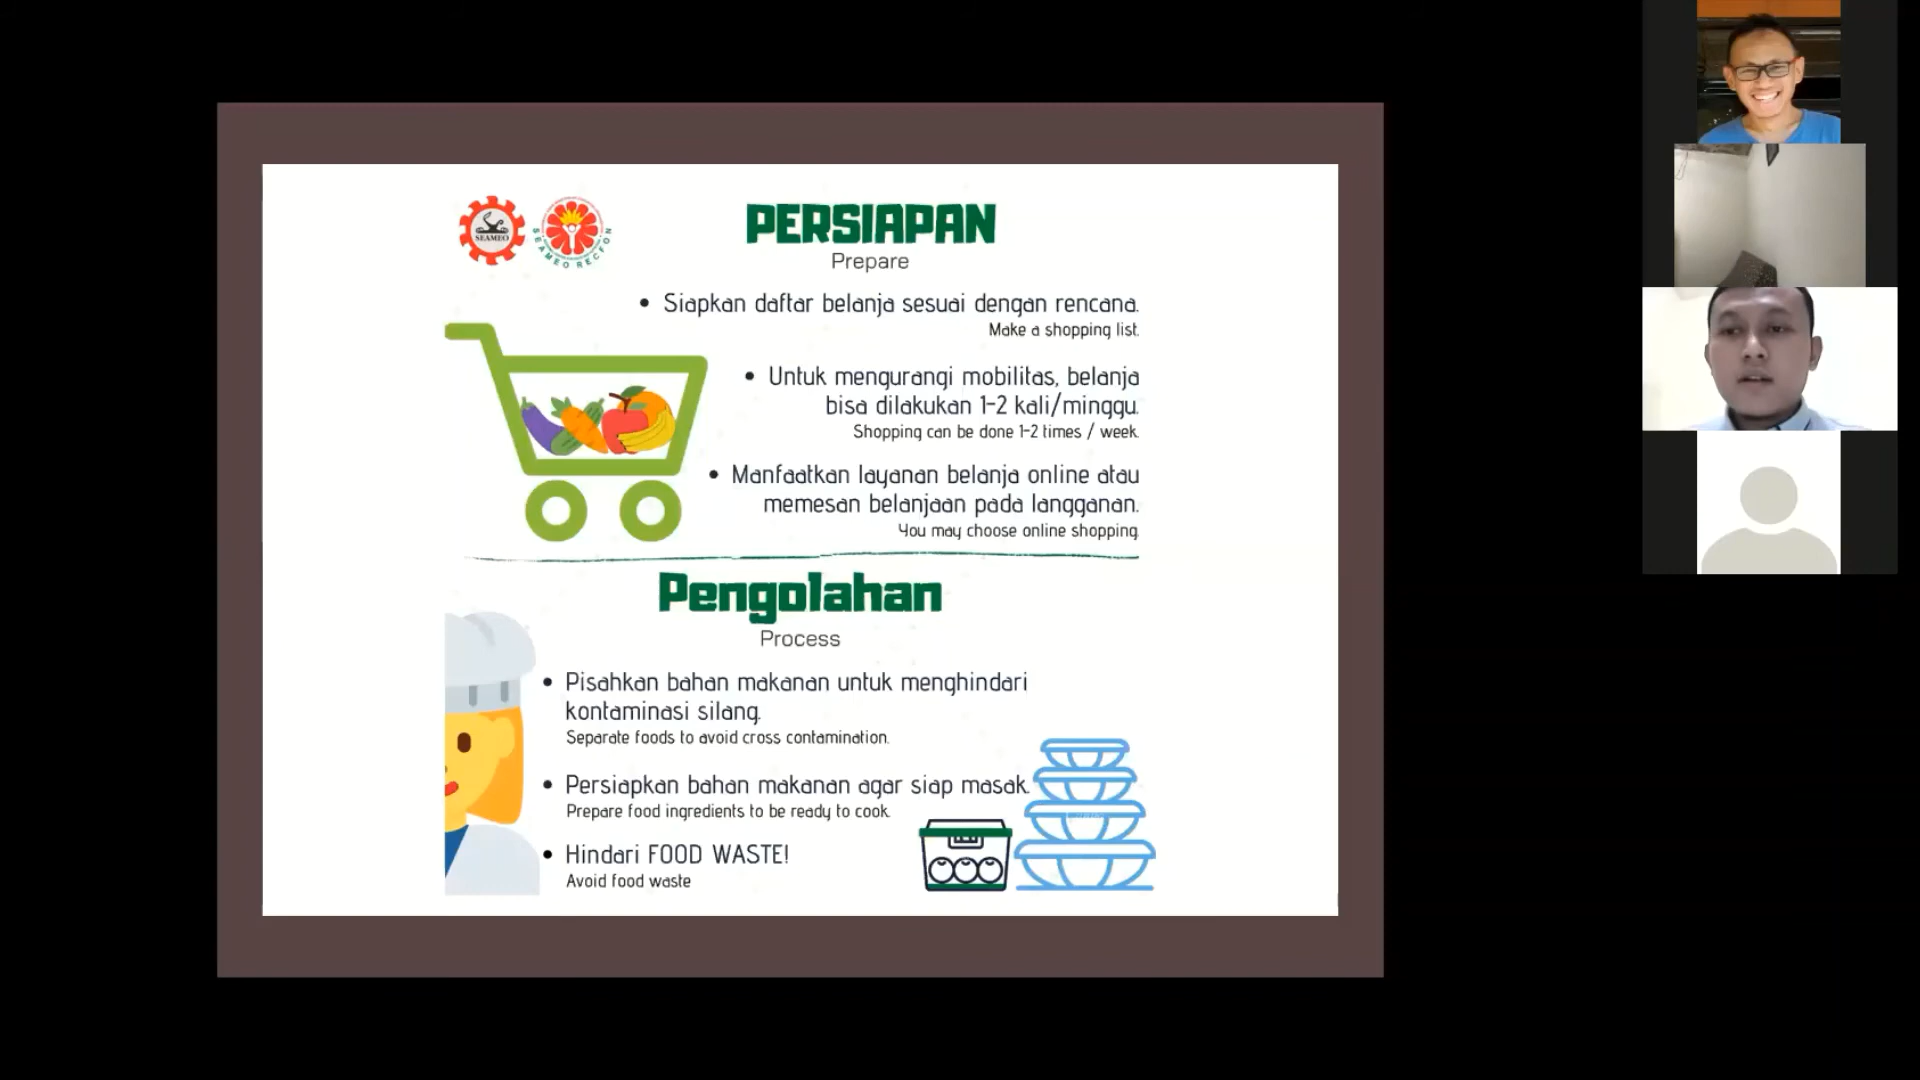 SEAMEO
SEAMEO RECFON
PERSIAPAN
Prepare
• Siapkan daftar belanja sesuai dengan rencana.
Make a shopping list.
• Untuk mengurangi mobilitas, belanja
bisa dilakukan 1-2 kali/minggu.
Shopping can be done 1-2 times / week.
• Manfaatkan layanan belanja online atau
memesan belanjaan pada langganan.
You may choose online shopping.
Pengolahan
Process
• Pisahkan bahan makanan untuk menghindari
kontaminasi silang.
Separate foods to avoid cross contamination.
• Persiapkan bahan makanan agar siap masak.
Prepare food ingredients to be ready to cook.
• Hindari FOOD WASTE!
Avoid food waste